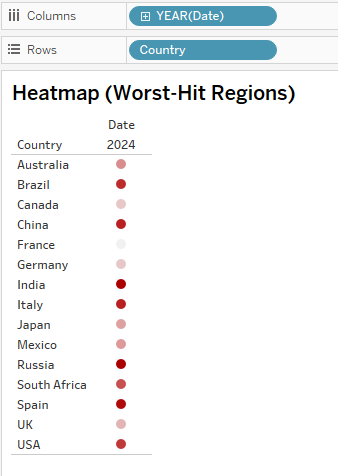 Columns YEAR(Date)
Rows Country
Heatmap (Worst-Hit Regions)
Date
Country 2024
Australia
Brazil
Canada
China
France
Germany
India
Italy
Japan
Mexico
Russia
South Africa
Spain
UK
USA